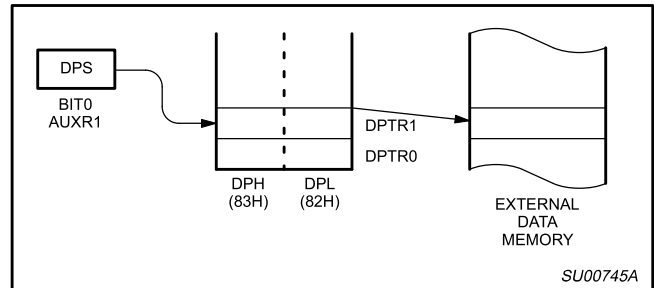 DPS
BIT0
AUXR1
DPTR1
DPTR0
DPH
(83H)
DPL
(82H)
EXTERNAL
DATA
MEMORY
SU00745A